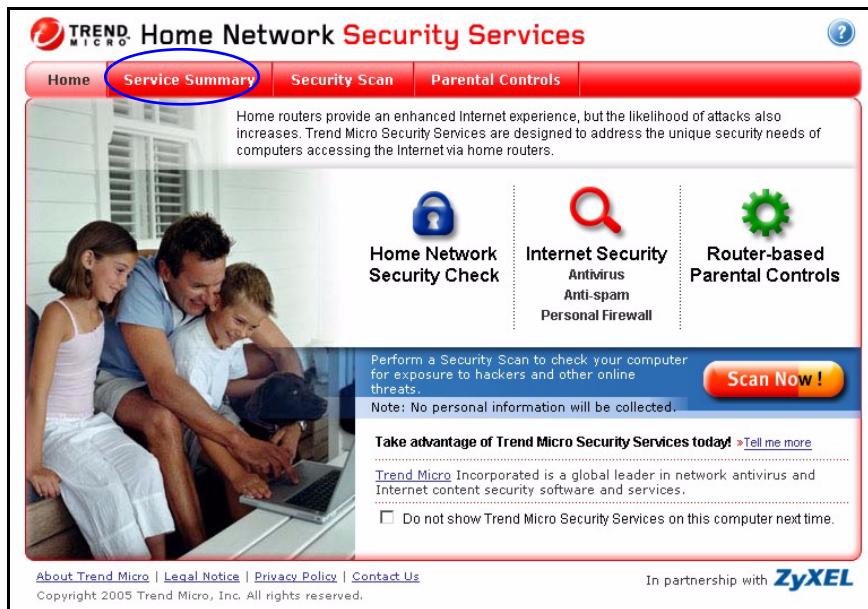 TREND MICRO Home Network Security Services
?
Home Service Summary Security Scan Parental Controls
Home routers provide an enhanced Internet experience, but the likelihood of attacks also
increases. Trend Micro Security Services are designed to address the unique security needs of
computers accessing the Internet via home routers.
Home Network
Security Check
Internet Security
Antivirus
Anti-spam
Personal Firewall
Router-based
Parental Controls
Perform a Security Scan to check your computer
for exposure to hackers and other online
threats.
Note: No personal information will be collected.
Scan Now !
Take advantage of Trend Micro Security Services today! »Tell me more
Trend Micro Incorporated is a global leader in network antivirus and
Internet content security software and services.
Do not show Trend Micro Security Services on this computer next time.
About Trend Micro | Legal Notice | Privacy Policy | Contact Us
Copyright 2005 Trend Micro, Inc. All rights reserved.
In partnership with ZyXEL